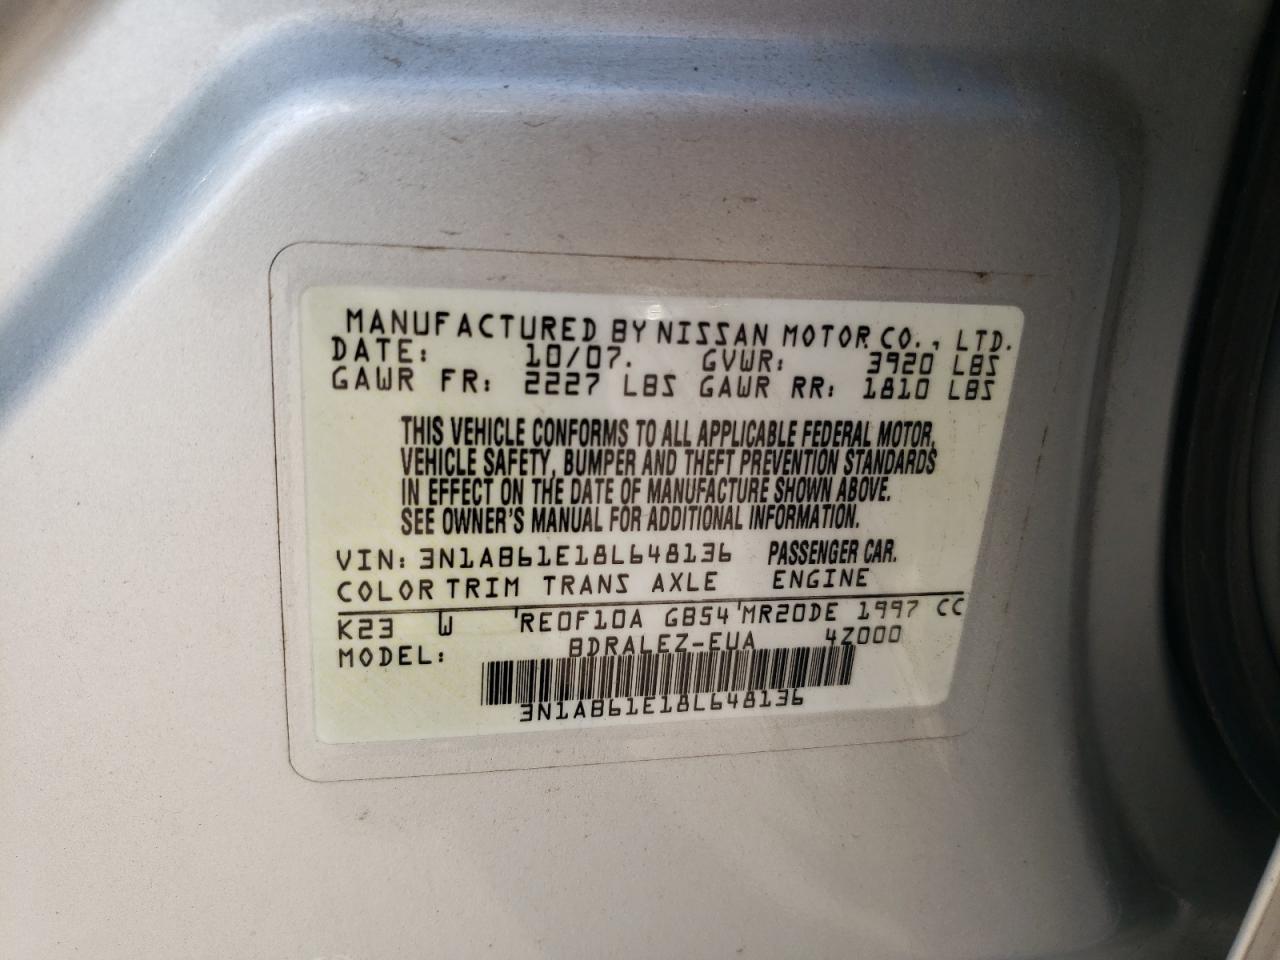 MANUFACTURED BY NISSAN MOTOR CO., LTD.
DATE: 10/07. GVWR: 3920 LBS
GAWR FR: 2227 LBS GAWR RR: 1810 LBS
THIS VEHICLE CONFORMS TO ALL APPLICABLE FEDERAL MOTOR,
VEHICLE SAFETY, BUMPER AND THEFT PREVENTION STANDARDS
IN EFFECT ON THE DATE OF MANUFACTURE SHOWN ABOVE.
SEE OWNER'S MANUAL FOR ADDITIONAL INFORMATION.
VIN: 3N1AB61E18L648136 PASSENGER CAR.
COLOR TRIM TRANS AXLE ENGINE
K23 W 'RE0F10A GB54'MR20DE 1997 CC
MODEL: BDRALEZ-EUA 4Z000
3N1AB61E18L648136